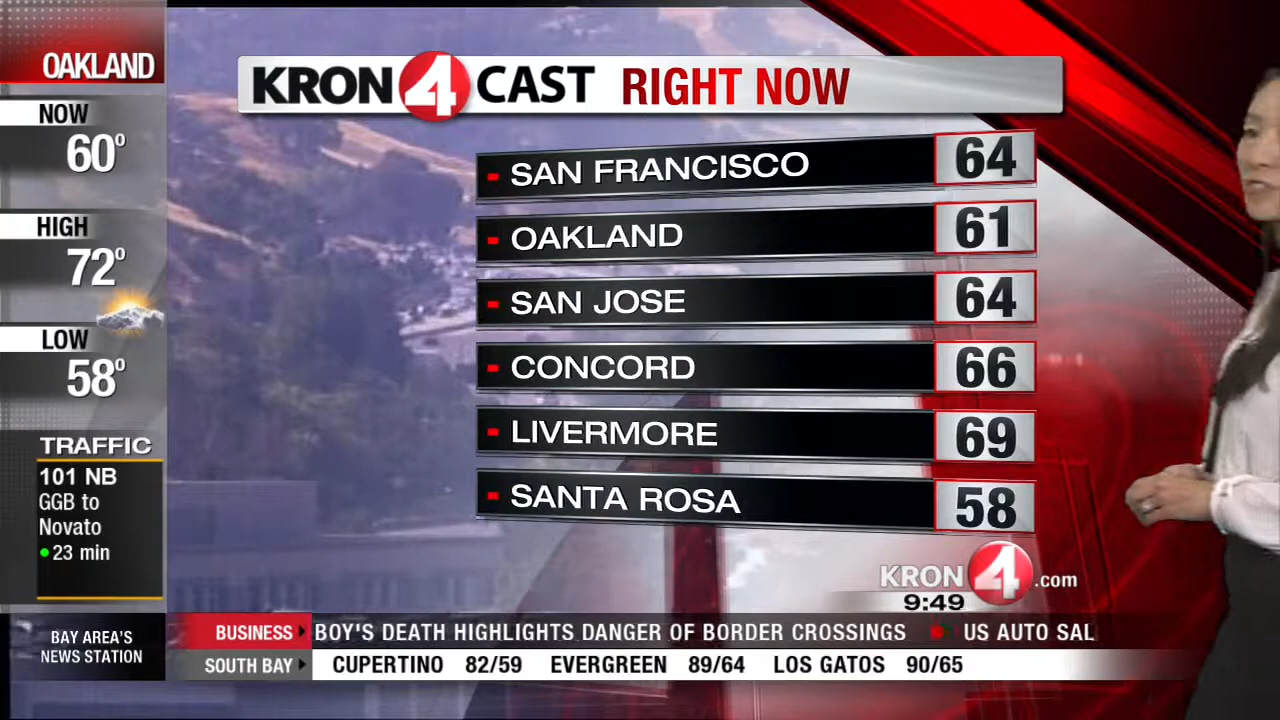 OAKLAND
NOW
60°
HIGH
72°
LOW
58°
TRAFFIC
101 NB
GGB to
Novato
23 min
BAY AREA'S
NEWS STATION
KRON 4 CAST RIGHT NOW
SAN FRANCISCO 64
OAKLAND 61
SAN JOSE 64
CONCORD 66
LIVERMORE 69
SANTA ROSA 58
KRON 4 .com
9:49
BUSINESS BOY'S DEATH HIGHLIGHTS DANGER OF BORDER CROSSINGS US AUTO SAL
SOUTH BAY CUPERTINO 82/59 EVERGREEN 89/64 LOS GATOS 90/65